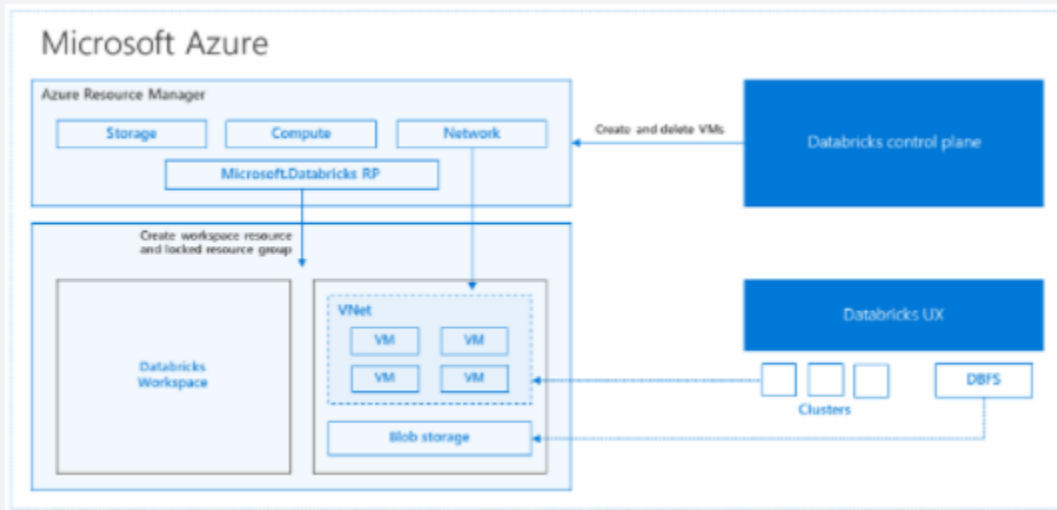 Microsoft Azure
Azure Resource Manager
Storage
Compute
Network
Microsoft.Databricks RP
Create and delete VMs
Databricks control plane
Create workspace resource
and locked resource group
Databricks
Workspace
VNet
VM
VM
VM
VM
Blob storage
Databricks UX
Clusters
DBFS